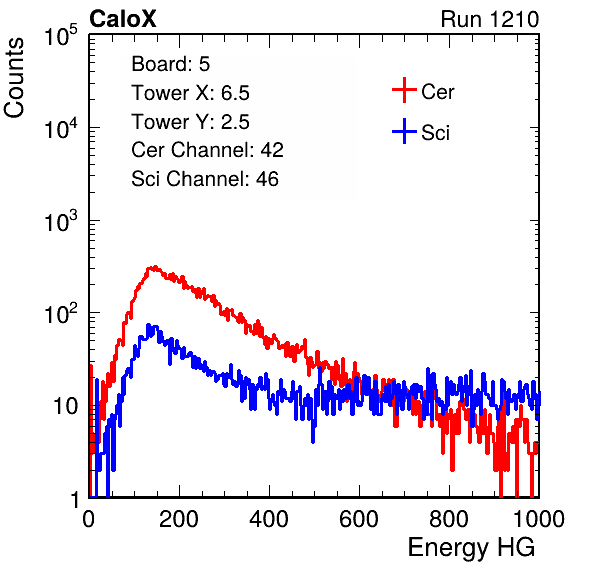 CaloX Run 1210
Board: 5
Tower X: 6.5
Tower Y: 2.5
Cer Channel: 42
Sci Channel: 46
Cer
Sci
Counts
10^5
10^4
10^3
10^2
10
1
0 200 400 600 800 1000
Energy HG